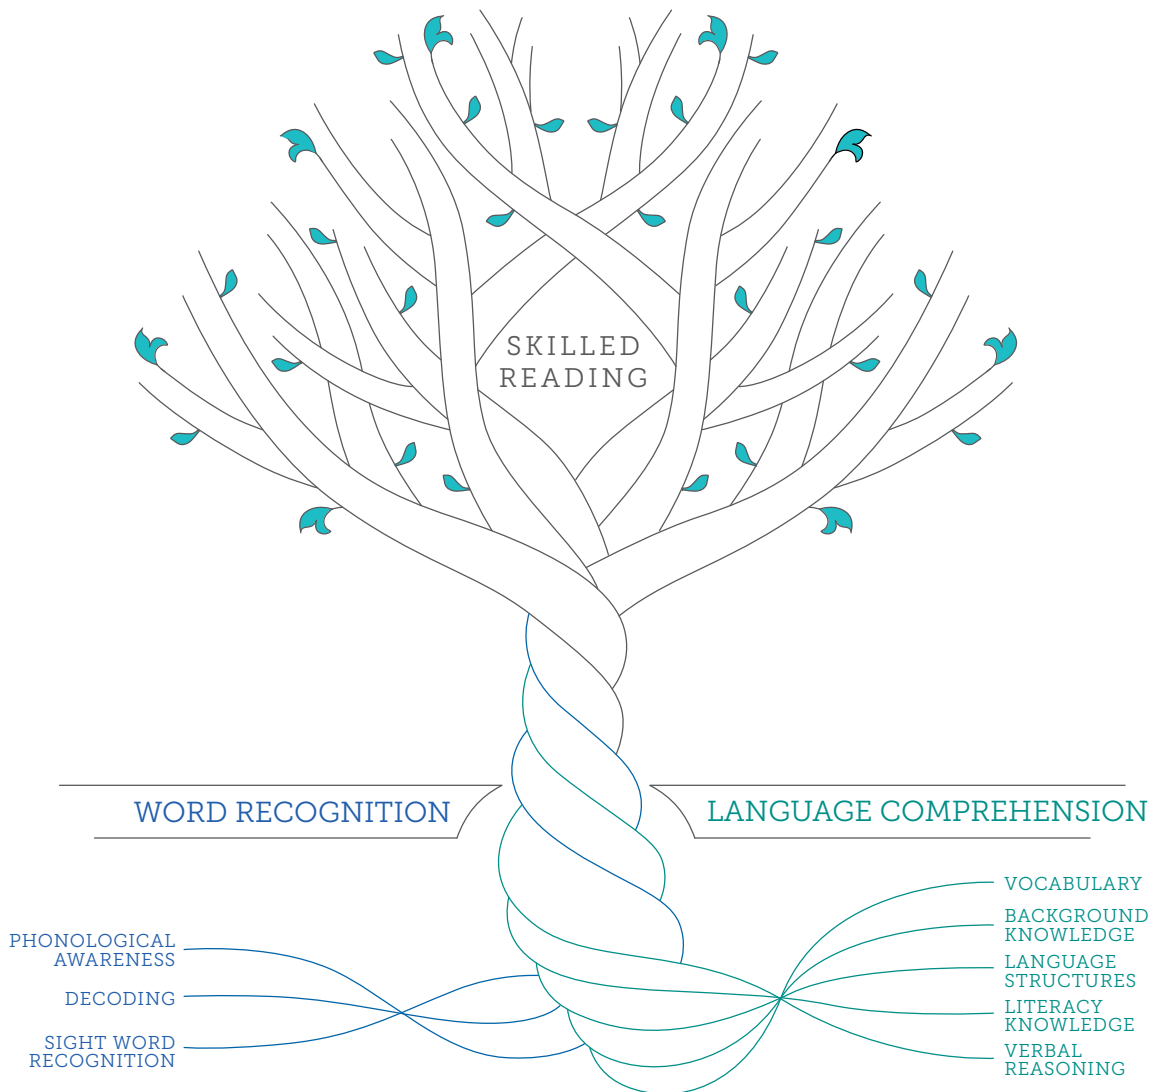 SKILLED
READING
WORD RECOGNITION
LANGUAGE COMPREHENSION
PHONOLOGICAL
AWARENESS
DECODING
SIGHT WORD
RECOGNITION
VOCABULARY
BACKGROUND
KNOWLEDGE
LANGUAGE
STRUCTURES
LITERACY
KNOWLEDGE
VERBAL
REASONING